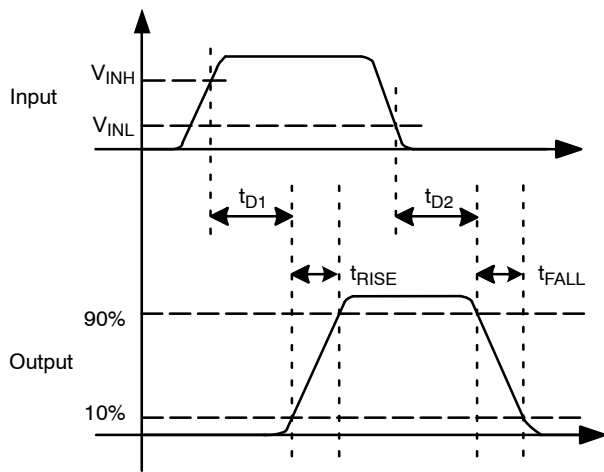 V_INH
Input
V_INL
t_D1
t_D2
t_RISE
t_FALL
90%
Output
10%